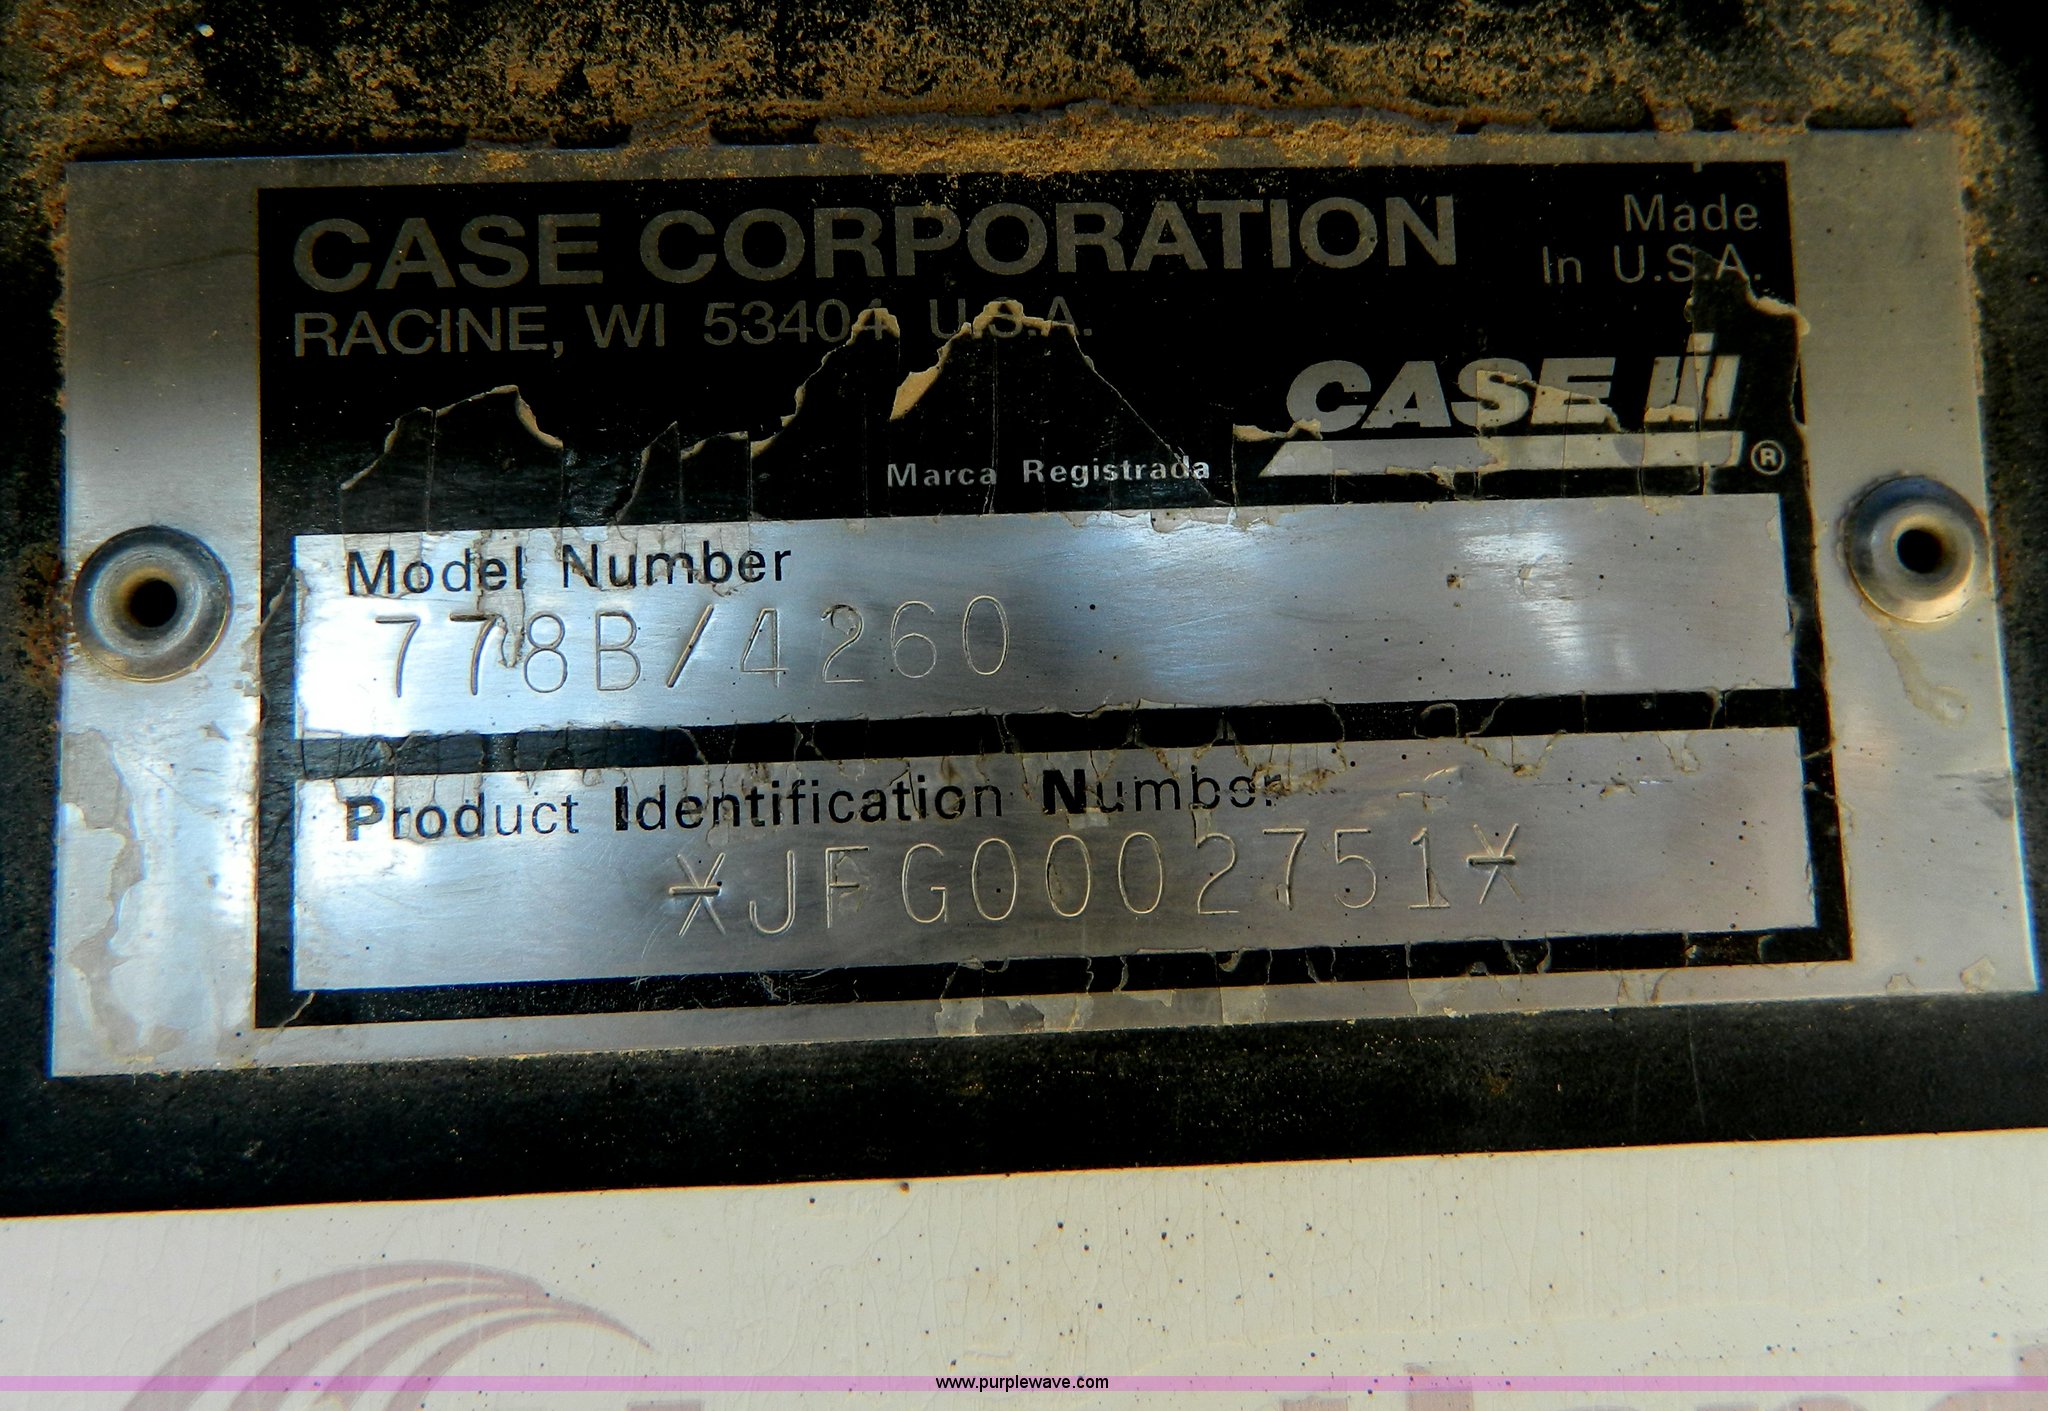 CASE CORPORATION
Made
In U.S.A.
RACINE, WI 53404 U.S.A.
CASE IH
Marca Registrada ®
Model Number
778B/4260
Product Identification Number
*JFG0002751*
www.purplewave.com